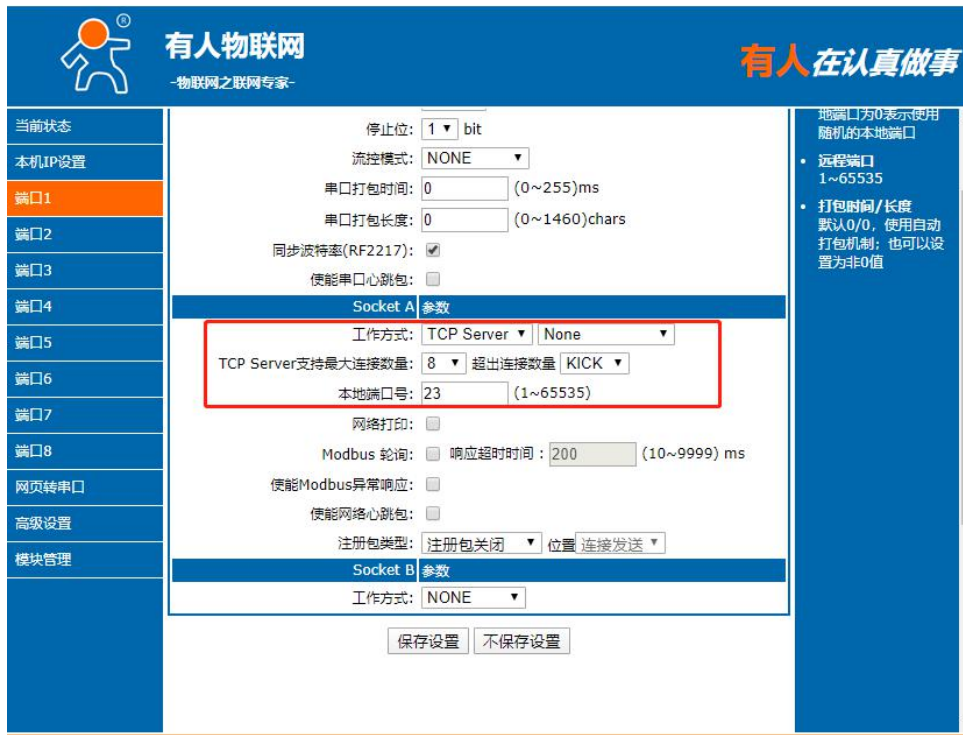 ®
有人物联网
-物联网之联网专家-
有人在认真做事
当前状态
本机IP设置
端口1
端口2
端口3
端口4
端口5
端口6
端口7
端口8
网页转串口
高级设置
模块管理
停止位: 1 bit
流控模式: NONE
串口打包时间: 0 (0~255)ms
串口打包长度: 0 (0~1460)chars
同步波特率(RF2217):
使能串口心跳包:
Socket A 参数
工作方式: TCP Server None
TCP Server支持最大连接数量: 8 超出连接数量 KICK
本地端口号: 23 (1~65535)
网络打印:
Modbus 轮询: 响应超时时间：200 (10~9999) ms
使能Modbus异常响应:
使能网络心跳包:
注册包类型: 注册包关闭 位置 连接发送
Socket B 参数
工作方式: NONE
保存设置 不保存设置
地端口为0表示使用
随机的本地端口
• 远程端口
1~65535
• 打包时间/长度
默认0/0，使用自动
打包机制；也可以设
置为非0值